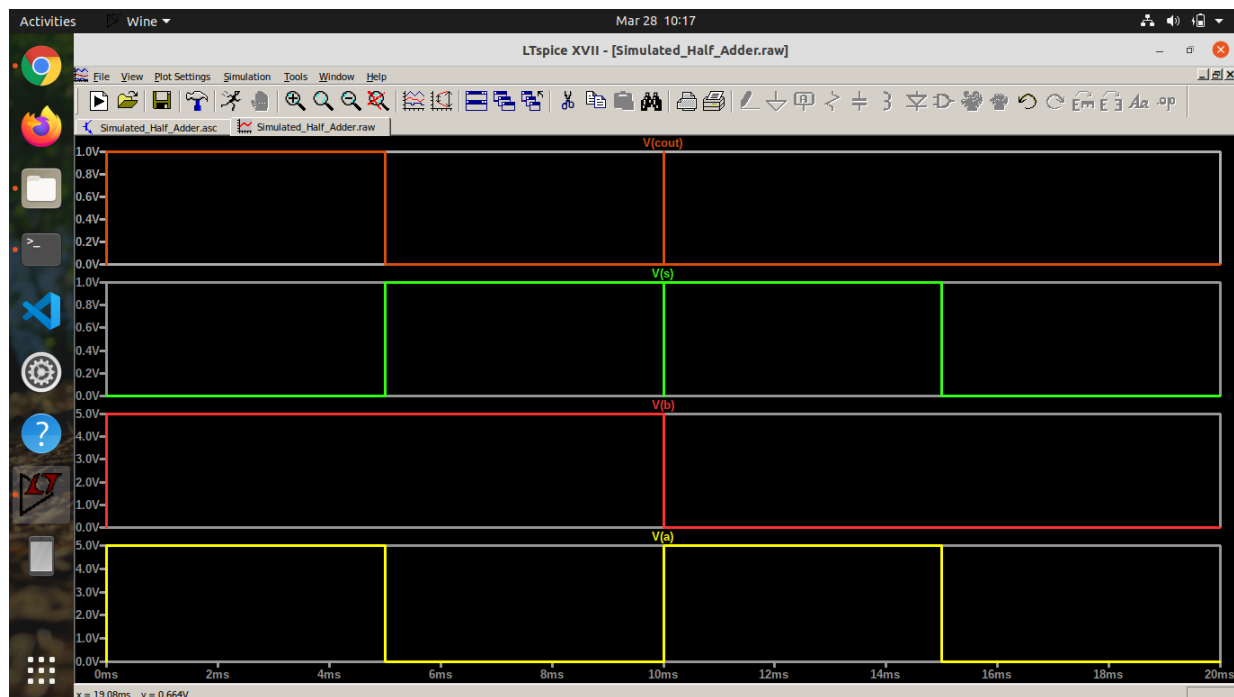 Activities Wine Mar 28 10:17
LTspice XVII - [Simulated_Half_Adder.raw]
File View Plot Settings Simulation Tools Window Help
Simulated_Half_Adder.asc Simulated_Half_Adder.raw
V(cout)
1.0V
0.8V
0.6V
0.4V
0.2V
0.0V
V(s)
1.0V
0.8V
0.6V
0.4V
0.2V
0.0V
V(b)
5.0V
4.0V
3.0V
2.0V
1.0V
0.0V
V(a)
5.0V
4.0V
3.0V
2.0V
1.0V
0.0V
0ms 2ms 4ms 6ms 8ms 10ms 12ms 14ms 16ms 18ms 20ms
x = 19.08ms y = 0.664V